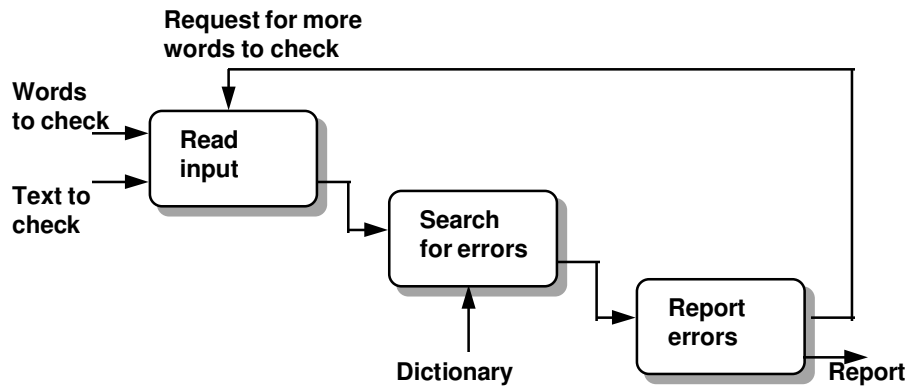 Request for more
words to check
Words
to check
Read
input
Text to
check
Search
for errors
Report
errors
Dictionary
Report